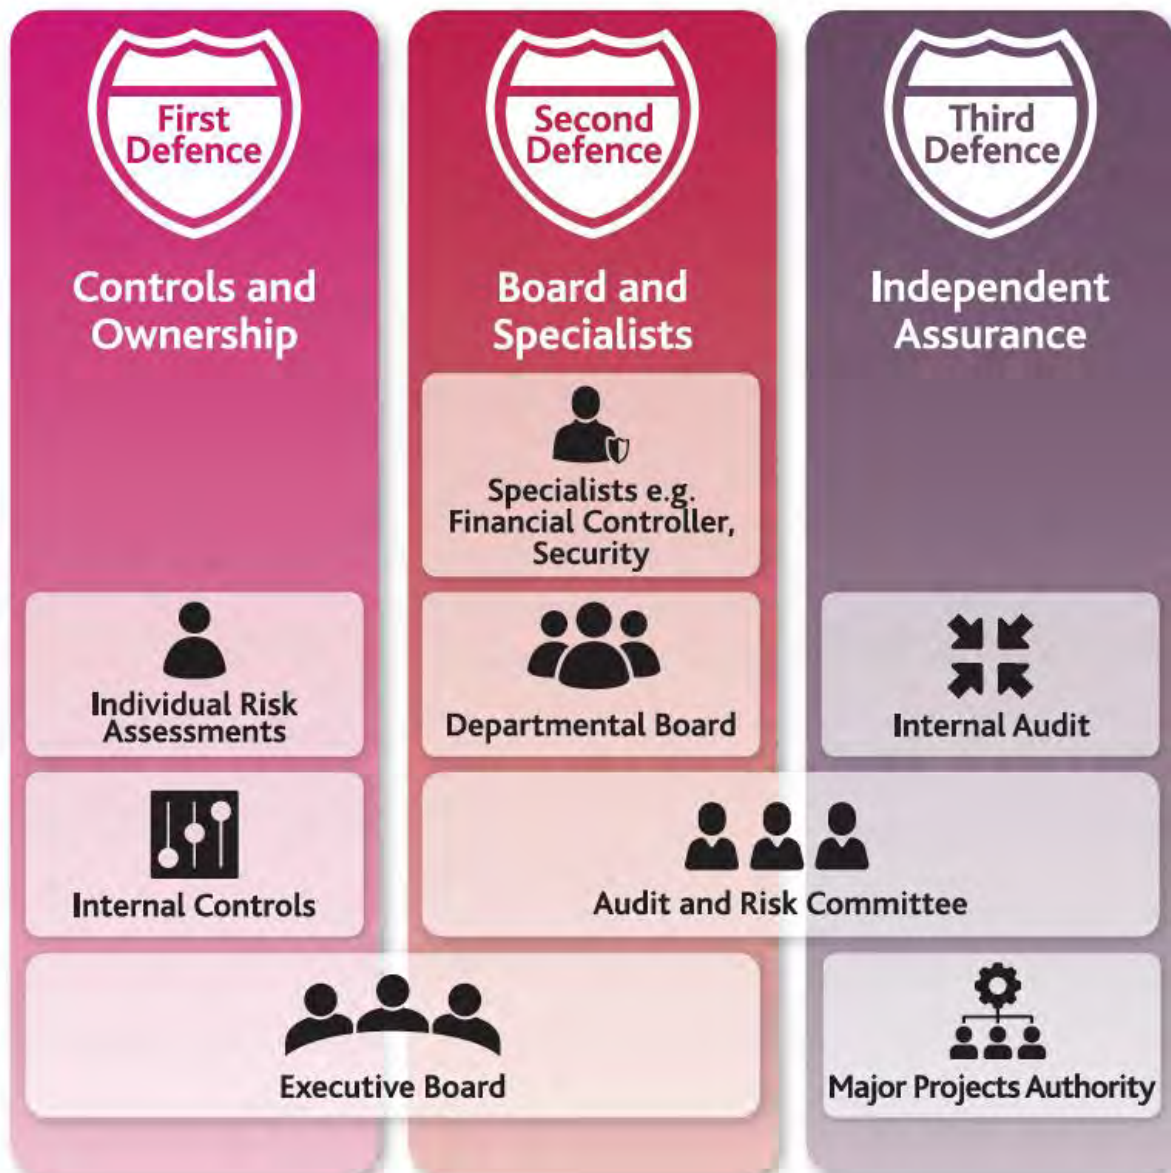 First
Defence
Controls and
Ownership
Individual Risk
Assessments
Internal Controls
Second
Defence
Board and
Specialists
Specialists e.g.
Financial Controller,
Security
Departmental Board
Third
Defence
Independent
Assurance
Internal Audit
Audit and Risk Committee
Executive Board
Major Projects Authority